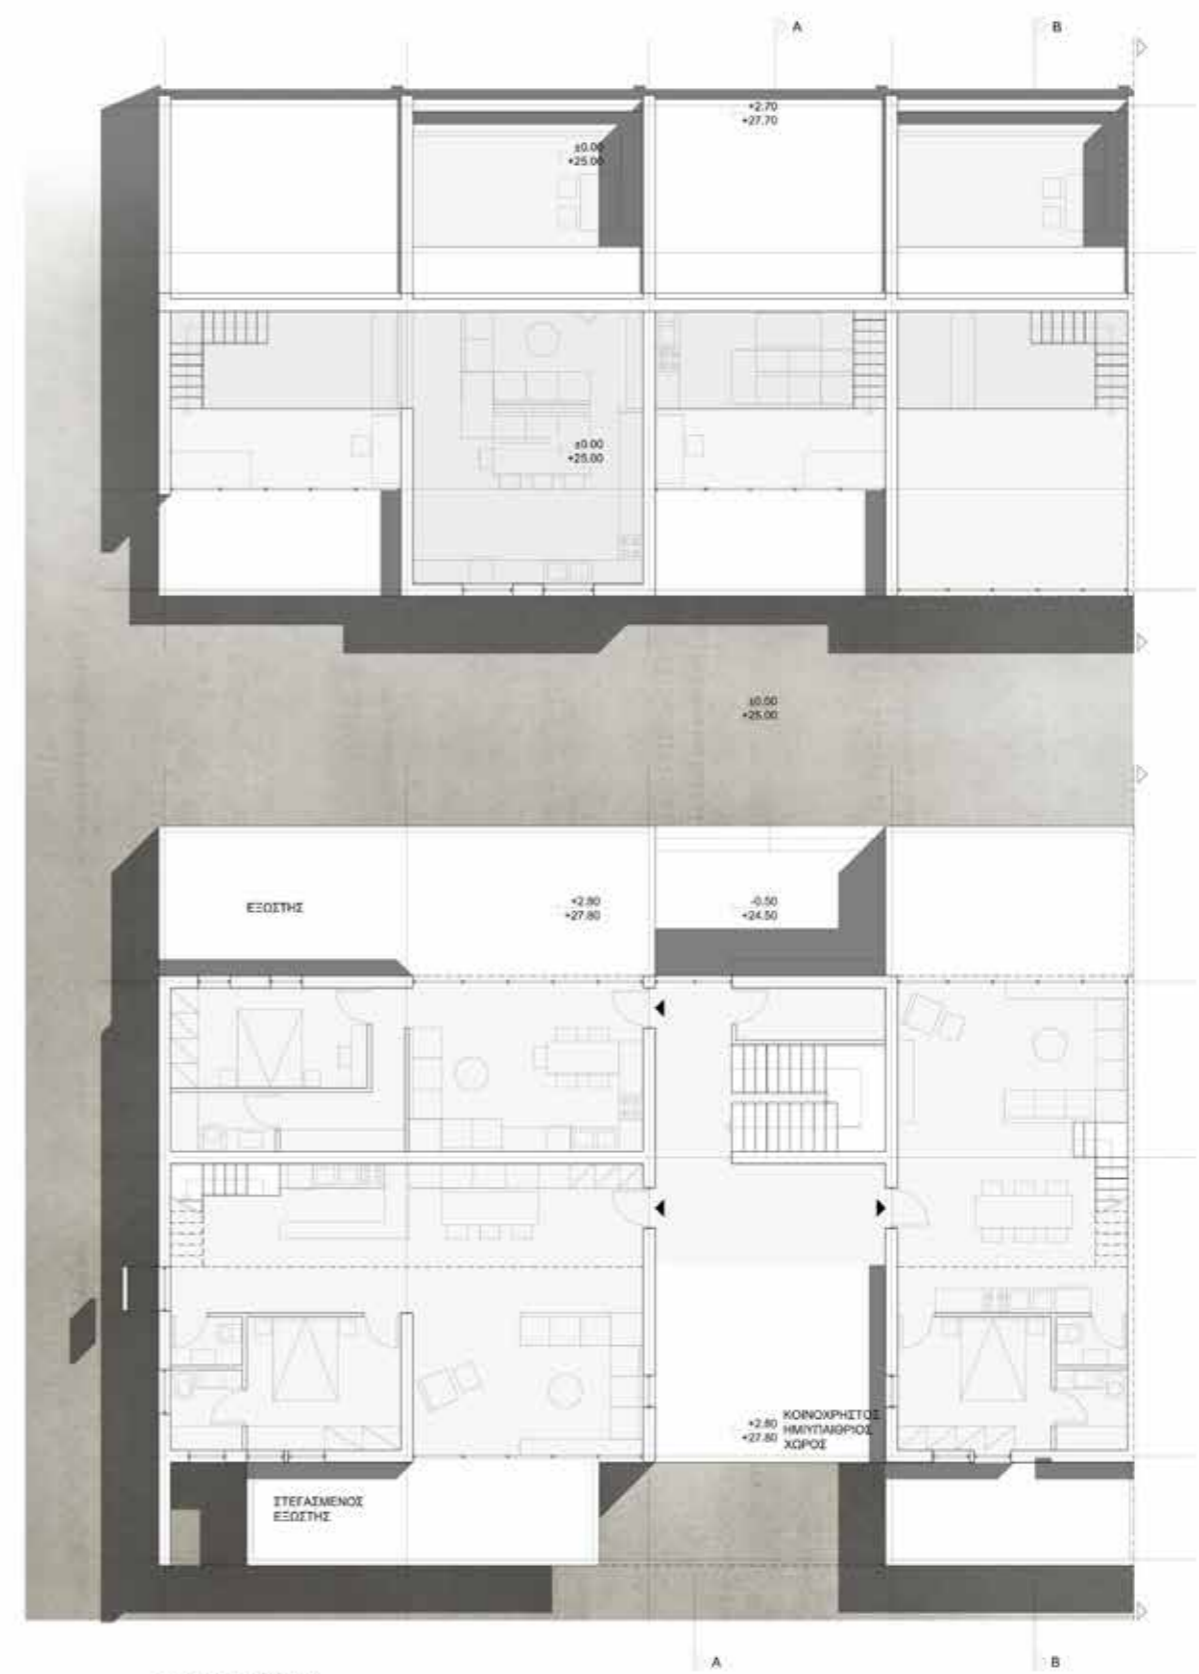 A
B
+2.70
+27.70
±0.00
+25.00
±0.00
+25.00
±0.00
+25.00
ΕΞΩΣΤΗΣ
+2.80
+27.80
-0.50
+24.50
+2.80
+27.80
ΚΟΙΝΟΧΡΗΣΤΟΣ
ΗΜΙΥΠΑΙΘΡΙΟΣ
ΧΩΡΟΣ
ΣΤΕΓΑΣΜΕΝΟΣ
ΕΞΩΣΤΗΣ
A
B